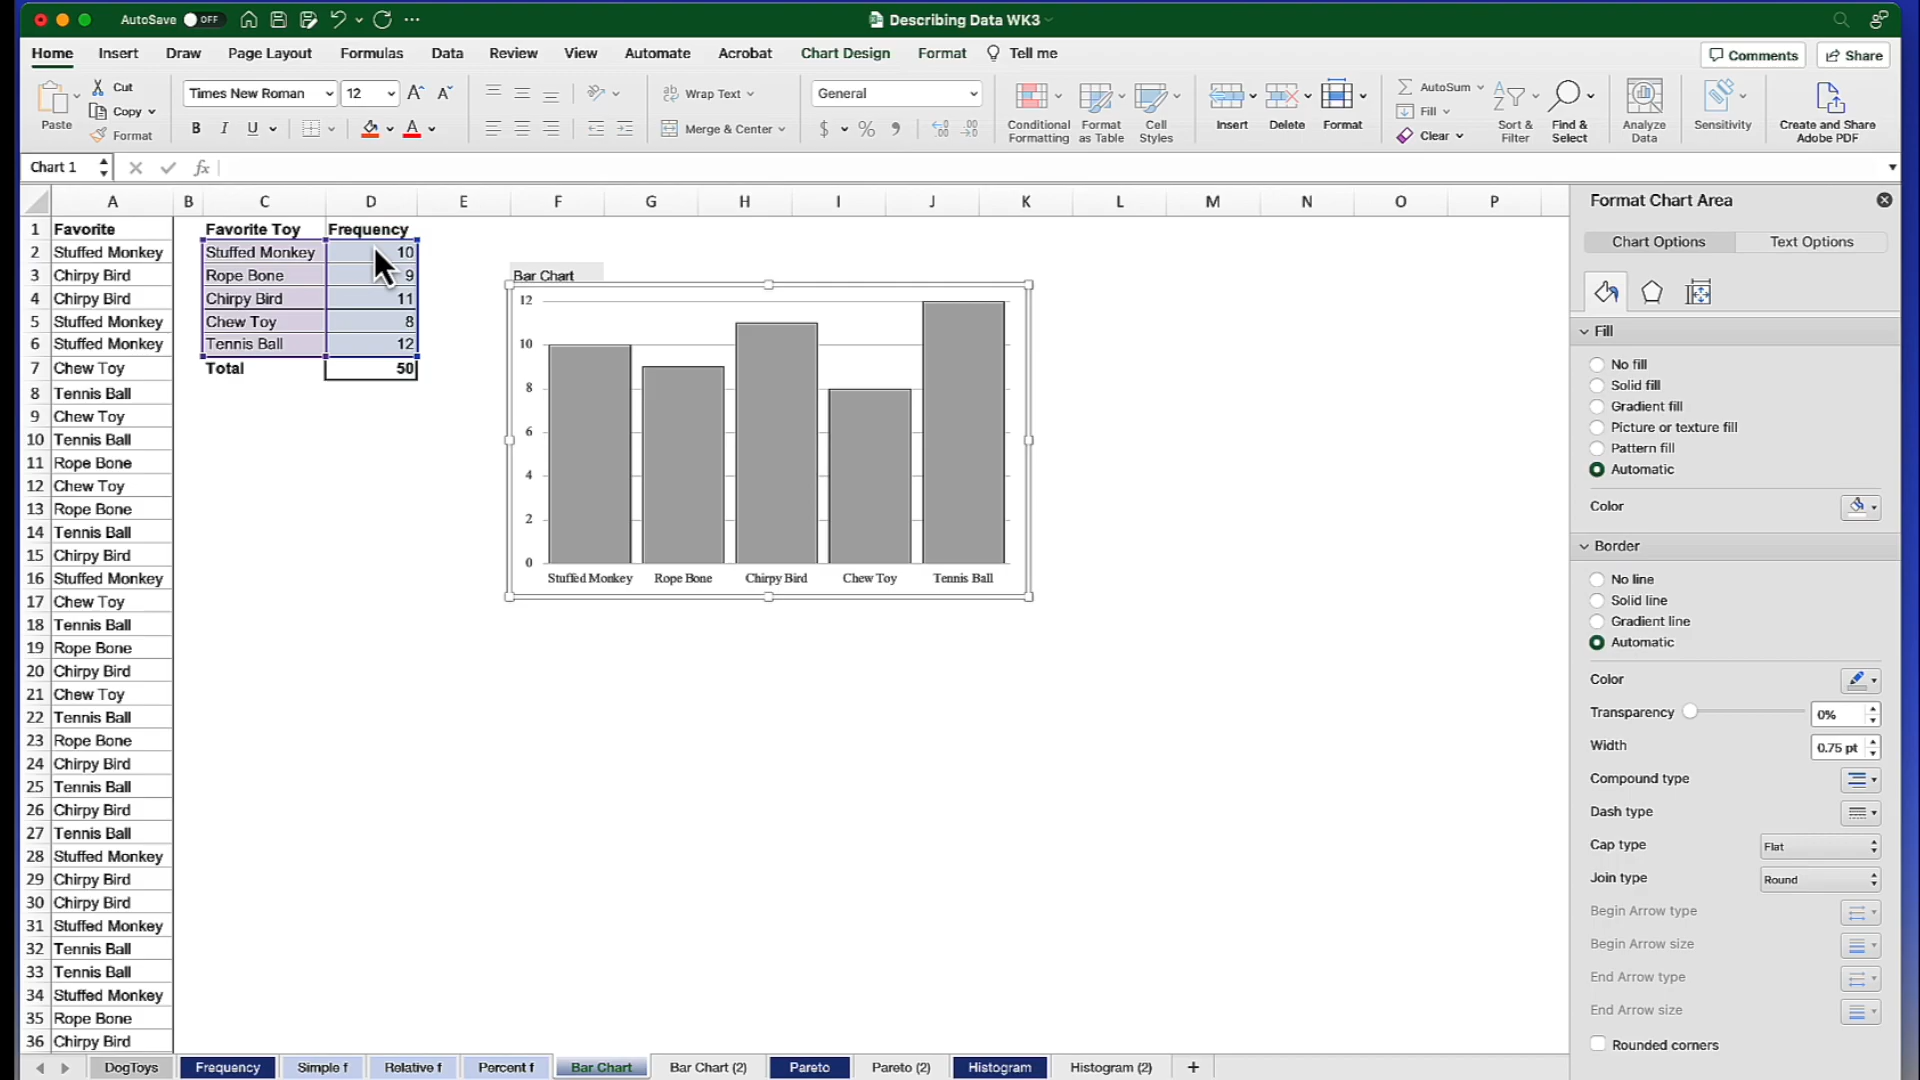 AutoSave OFF
Describing Data WK3
Home Insert Draw Page Layout Formulas Data Review View Automate Acrobat Chart Design Format Tell me
Comments Share
Paste
Cut
Copy
Format
Times New Roman 12
B I U
Wrap Text
Merge & Center
General
$ %
Conditional Formatting
Format as Table
Cell Styles
Insert
Delete
Format
AutoSum
Fill
Clear
Sort & Filter
Find & Select
Analyze Data
Sensitivity
Create and Share Adobe PDF
Chart 1 fx
A B C D E F G H I J K L M N O P
1 Favorite Favorite Toy Frequency
2 Stuffed Monkey Stuffed Monkey 10
3 Chirpy Bird Rope Bone 9
4 Chirpy Bird Chirpy Bird 11
5 Stuffed Monkey Chew Toy 8
6 Stuffed Monkey Tennis Ball 12
7 Chew Toy Total 50
8 Tennis Ball
9 Chew Toy
10 Tennis Ball
11 Rope Bone
12 Chew Toy
13 Rope Bone
14 Tennis Ball
15 Chirpy Bird
16 Stuffed Monkey
17 Chew Toy
18 Tennis Ball
19 Rope Bone
20 Chirpy Bird
21 Chew Toy
22 Tennis Ball
23 Rope Bone
24 Chirpy Bird
25 Tennis Ball
26 Chirpy Bird
27 Tennis Ball
28 Stuffed Monkey
29 Chirpy Bird
30 Chirpy Bird
31 Stuffed Monkey
32 Tennis Ball
33 Tennis Ball
34 Stuffed Monkey
35 Rope Bone
36 Chirpy Bird
Bar Chart
12
10
8
6
4
2
0
Stuffed Monkey Rope Bone Chirpy Bird Chew Toy Tennis Ball
Format Chart Area
Chart Options Text Options
Fill
No fill
Solid fill
Gradient fill
Picture or texture fill
Pattern fill
Automatic
Color
Border
No line
Solid line
Gradient line
Automatic
Color
Transparency 0%
Width 0.75 pt
Compound type
Dash type
Cap type Flat
Join type Round
Begin Arrow type
Begin Arrow size
End Arrow type
End Arrow size
Rounded corners
DogToys Frequency Simple f Relative f Percent f Bar Chart Bar Chart (2) Pareto Pareto (2) Histogram Histogram (2) +